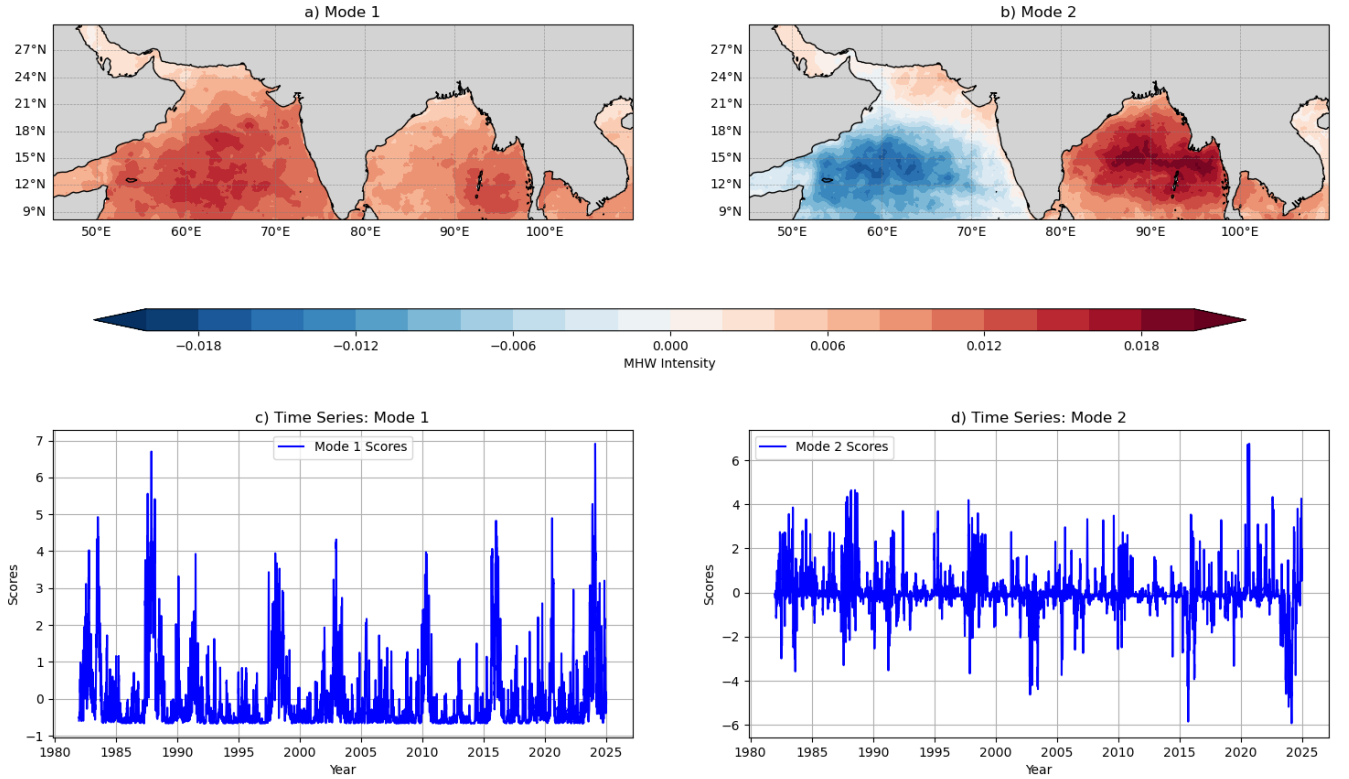 a) Mode 1
b) Mode 2
27°N
24°N
21°N
18°N
15°N
12°N
9°N
50°E 60°E 70°E 80°E 90°E 100°E
27°N
24°N
21°N
18°N
15°N
12°N
9°N
50°E 60°E 70°E 80°E 90°E 100°E
−0.018 −0.012 −0.006 0.000 0.006 0.012 0.018
MHW Intensity
c) Time Series: Mode 1
Mode 1 Scores
7
6
5
4
3
2
1
0
−1
Scores
1980 1985 1990 1995 2000 2005 2010 2015 2020 2025
Year
d) Time Series: Mode 2
Mode 2 Scores
6
4
2
0
−2
−4
−6
Scores
1980 1985 1990 1995 2000 2005 2010 2015 2020 2025
Year